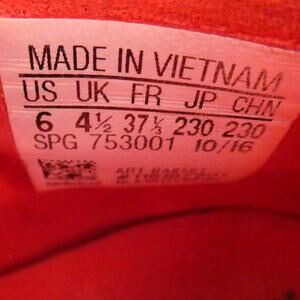 MADE IN VIETNAM
US UK FR JP CHN
6 4½ 37⅓ 230 230
SPG 753001 10/16